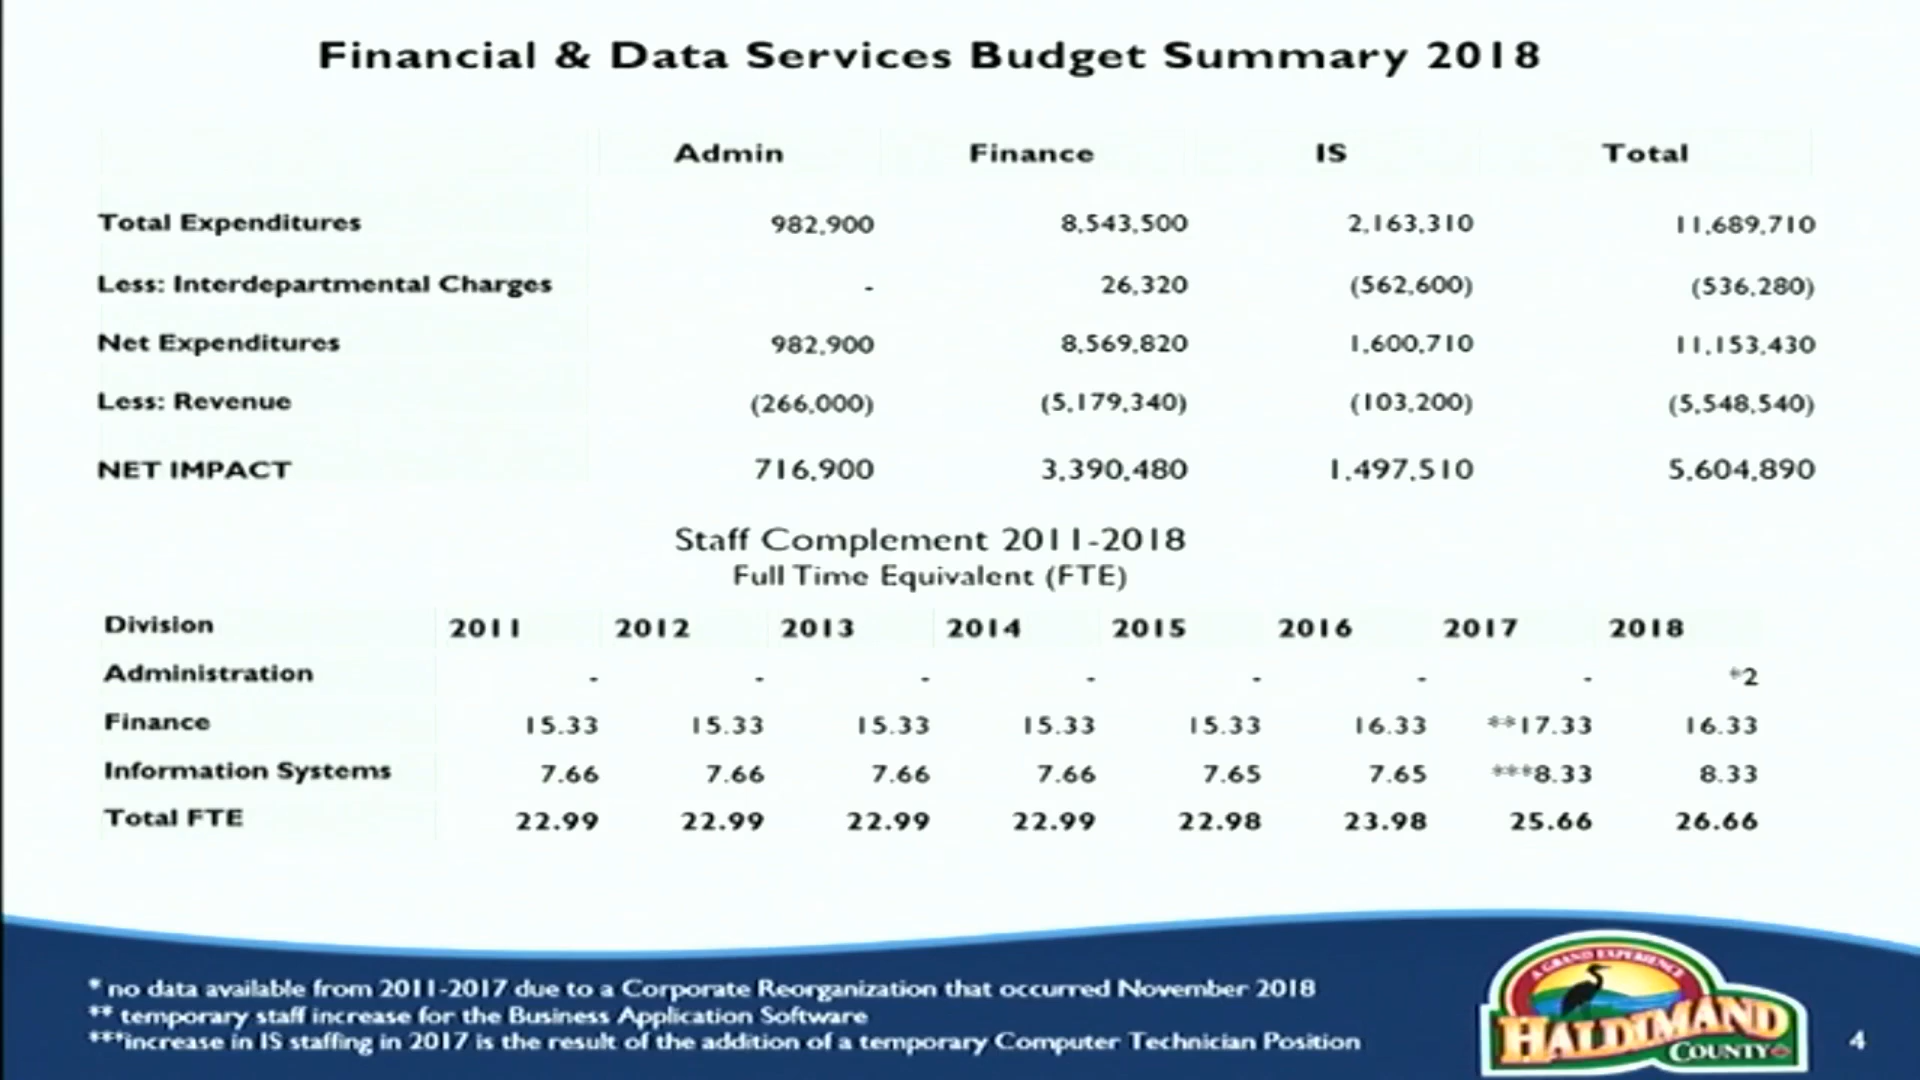 Financial & Data Services Budget Summary 2018
Admin Finance IS Total
Total Expenditures 982,900 8,543,500 2,163,310 11,689,710
Less: Interdepartmental Charges - 26,320 (562,600) (536,280)
Net Expenditures 982,900 8,569,820 1,600,710 11,153,430
Less: Revenue (266,000) (5,179,340) (103,200) (5,548,540)
NET IMPACT 716,900 3,390,480 1,497,510 5,604,890
Staff Complement 2011-2018
Full Time Equivalent (FTE)
Division 2011 2012 2013 2014 2015 2016 2017 2018
Administration - - - - - - - *2
Finance 15.33 15.33 15.33 15.33 15.33 16.33 **17.33 16.33
Information Systems 7.66 7.66 7.66 7.66 7.65 7.65 ***8.33 8.33
Total FTE 22.99 22.99 22.99 22.99 22.98 23.98 25.66 26.66
* no data available from 2011-2017 due to a Corporate Reorganization that occurred November 2018
** temporary staff increase for the Business Application Software
***increase in IS staffing in 2017 is the result of the addition of a temporary Computer Technician Position
A GRAND EXPERIENCE
HALDIMAND
COUNTY
4